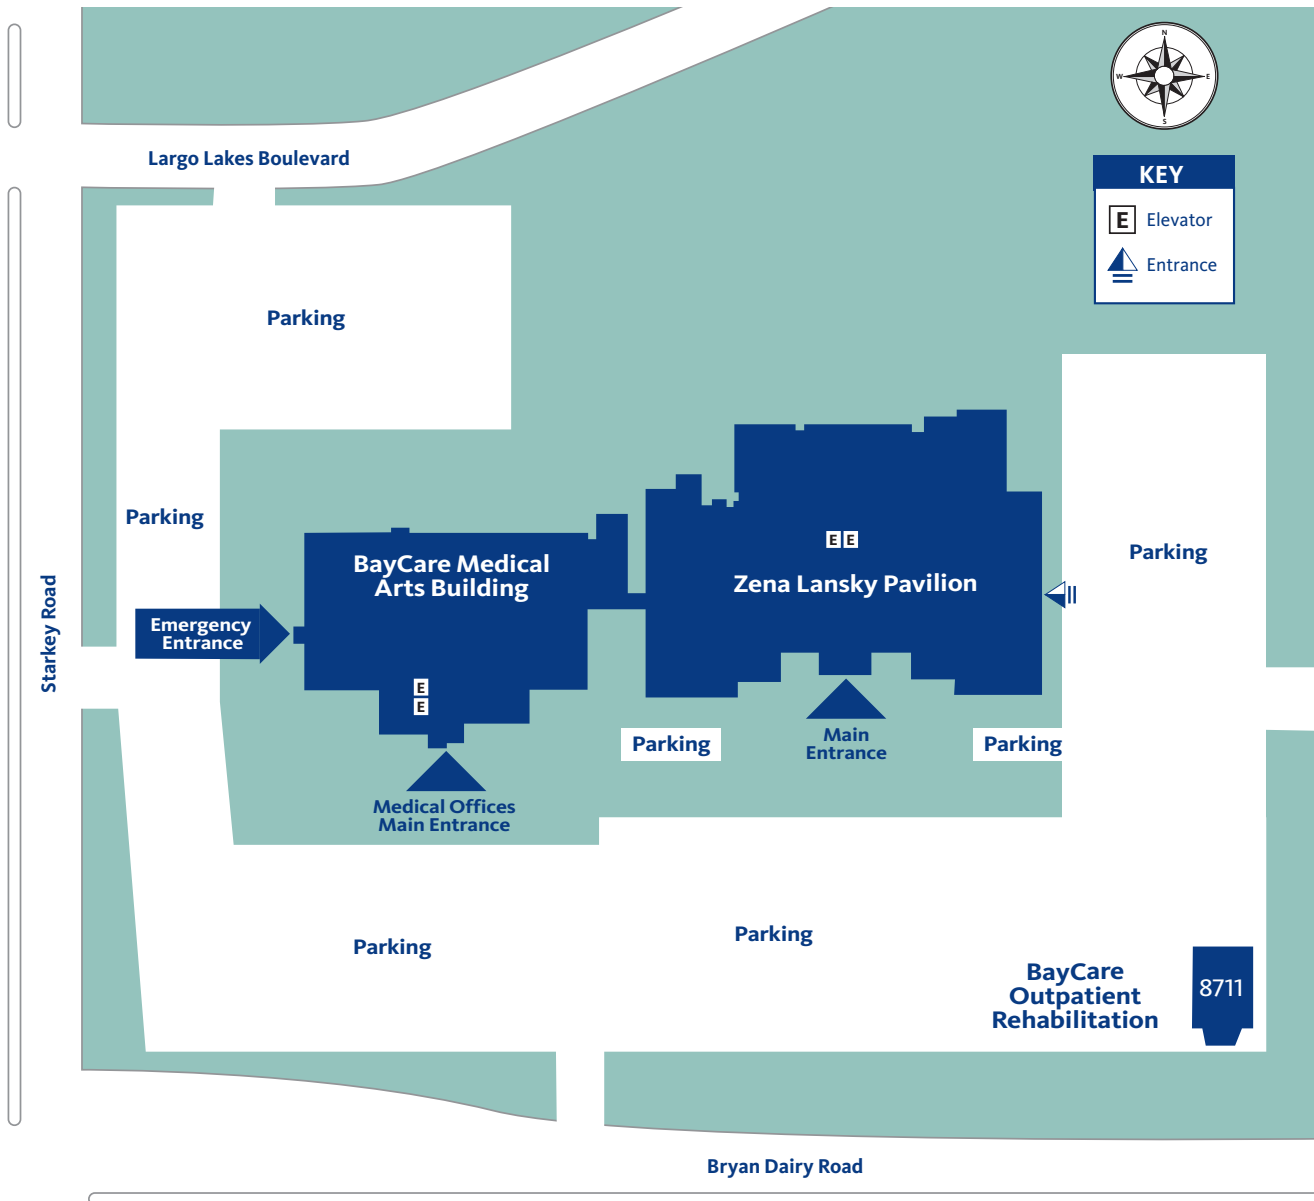 N
W
E
S
Largo Lakes Boulevard
KEY
E
Elevator
Entrance
Parking
Parking
E E
BayCare Medical
Arts Building
Zena Lansky Pavilion
Parking
Emergency
Entrance
Starkey Road
E
E
Parking
Main
Entrance
Parking
Medical Offices
Main Entrance
Parking
Parking
BayCare
Outpatient
Rehabilitation
8711
Bryan Dairy Road